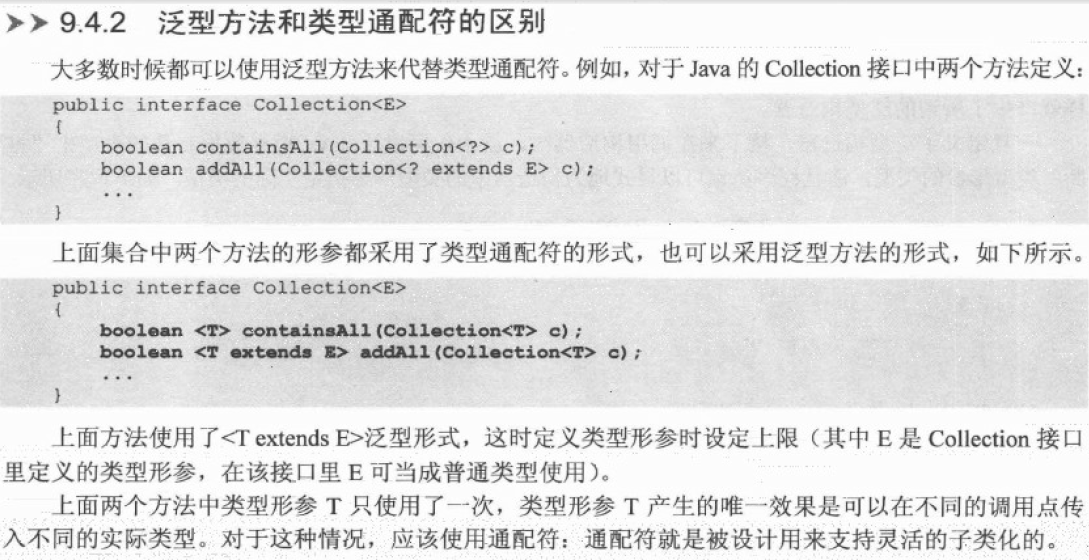 ▶▶ 9.4.2 泛型方法和类型通配符的区别
大多数时候都可以使用泛型方法来代替类型通配符。例如，对于 Java 的 Collection 接口中两个方法定义：
public interface Collection<E>
{
boolean containsAll(Collection<?> c);
boolean addAll(Collection<? extends E> c);
...
}
上面集合中两个方法的形参都采用了类型通配符的形式，也可以采用泛型方法的形式，如下所示。
public interface Collection<E>
{
boolean <T> containsAll(Collection<T> c);
boolean <T extends E> addAll(Collection<T> c);
...
}
上面方法使用了<T extends E>泛型形式，这时定义类型形参时设定上限（其中 E 是 Collection 接口
里定义的类型形参，在该接口里 E 可当成普通类型使用）。
上面两个方法中类型形参 T 只使用了一次，类型形参 T 产生的唯一效果是可以在不同的调用点传
入不同的实际类型。对于这种情况，应该使用通配符：通配符就是被设计用来支持灵活的子类化的。